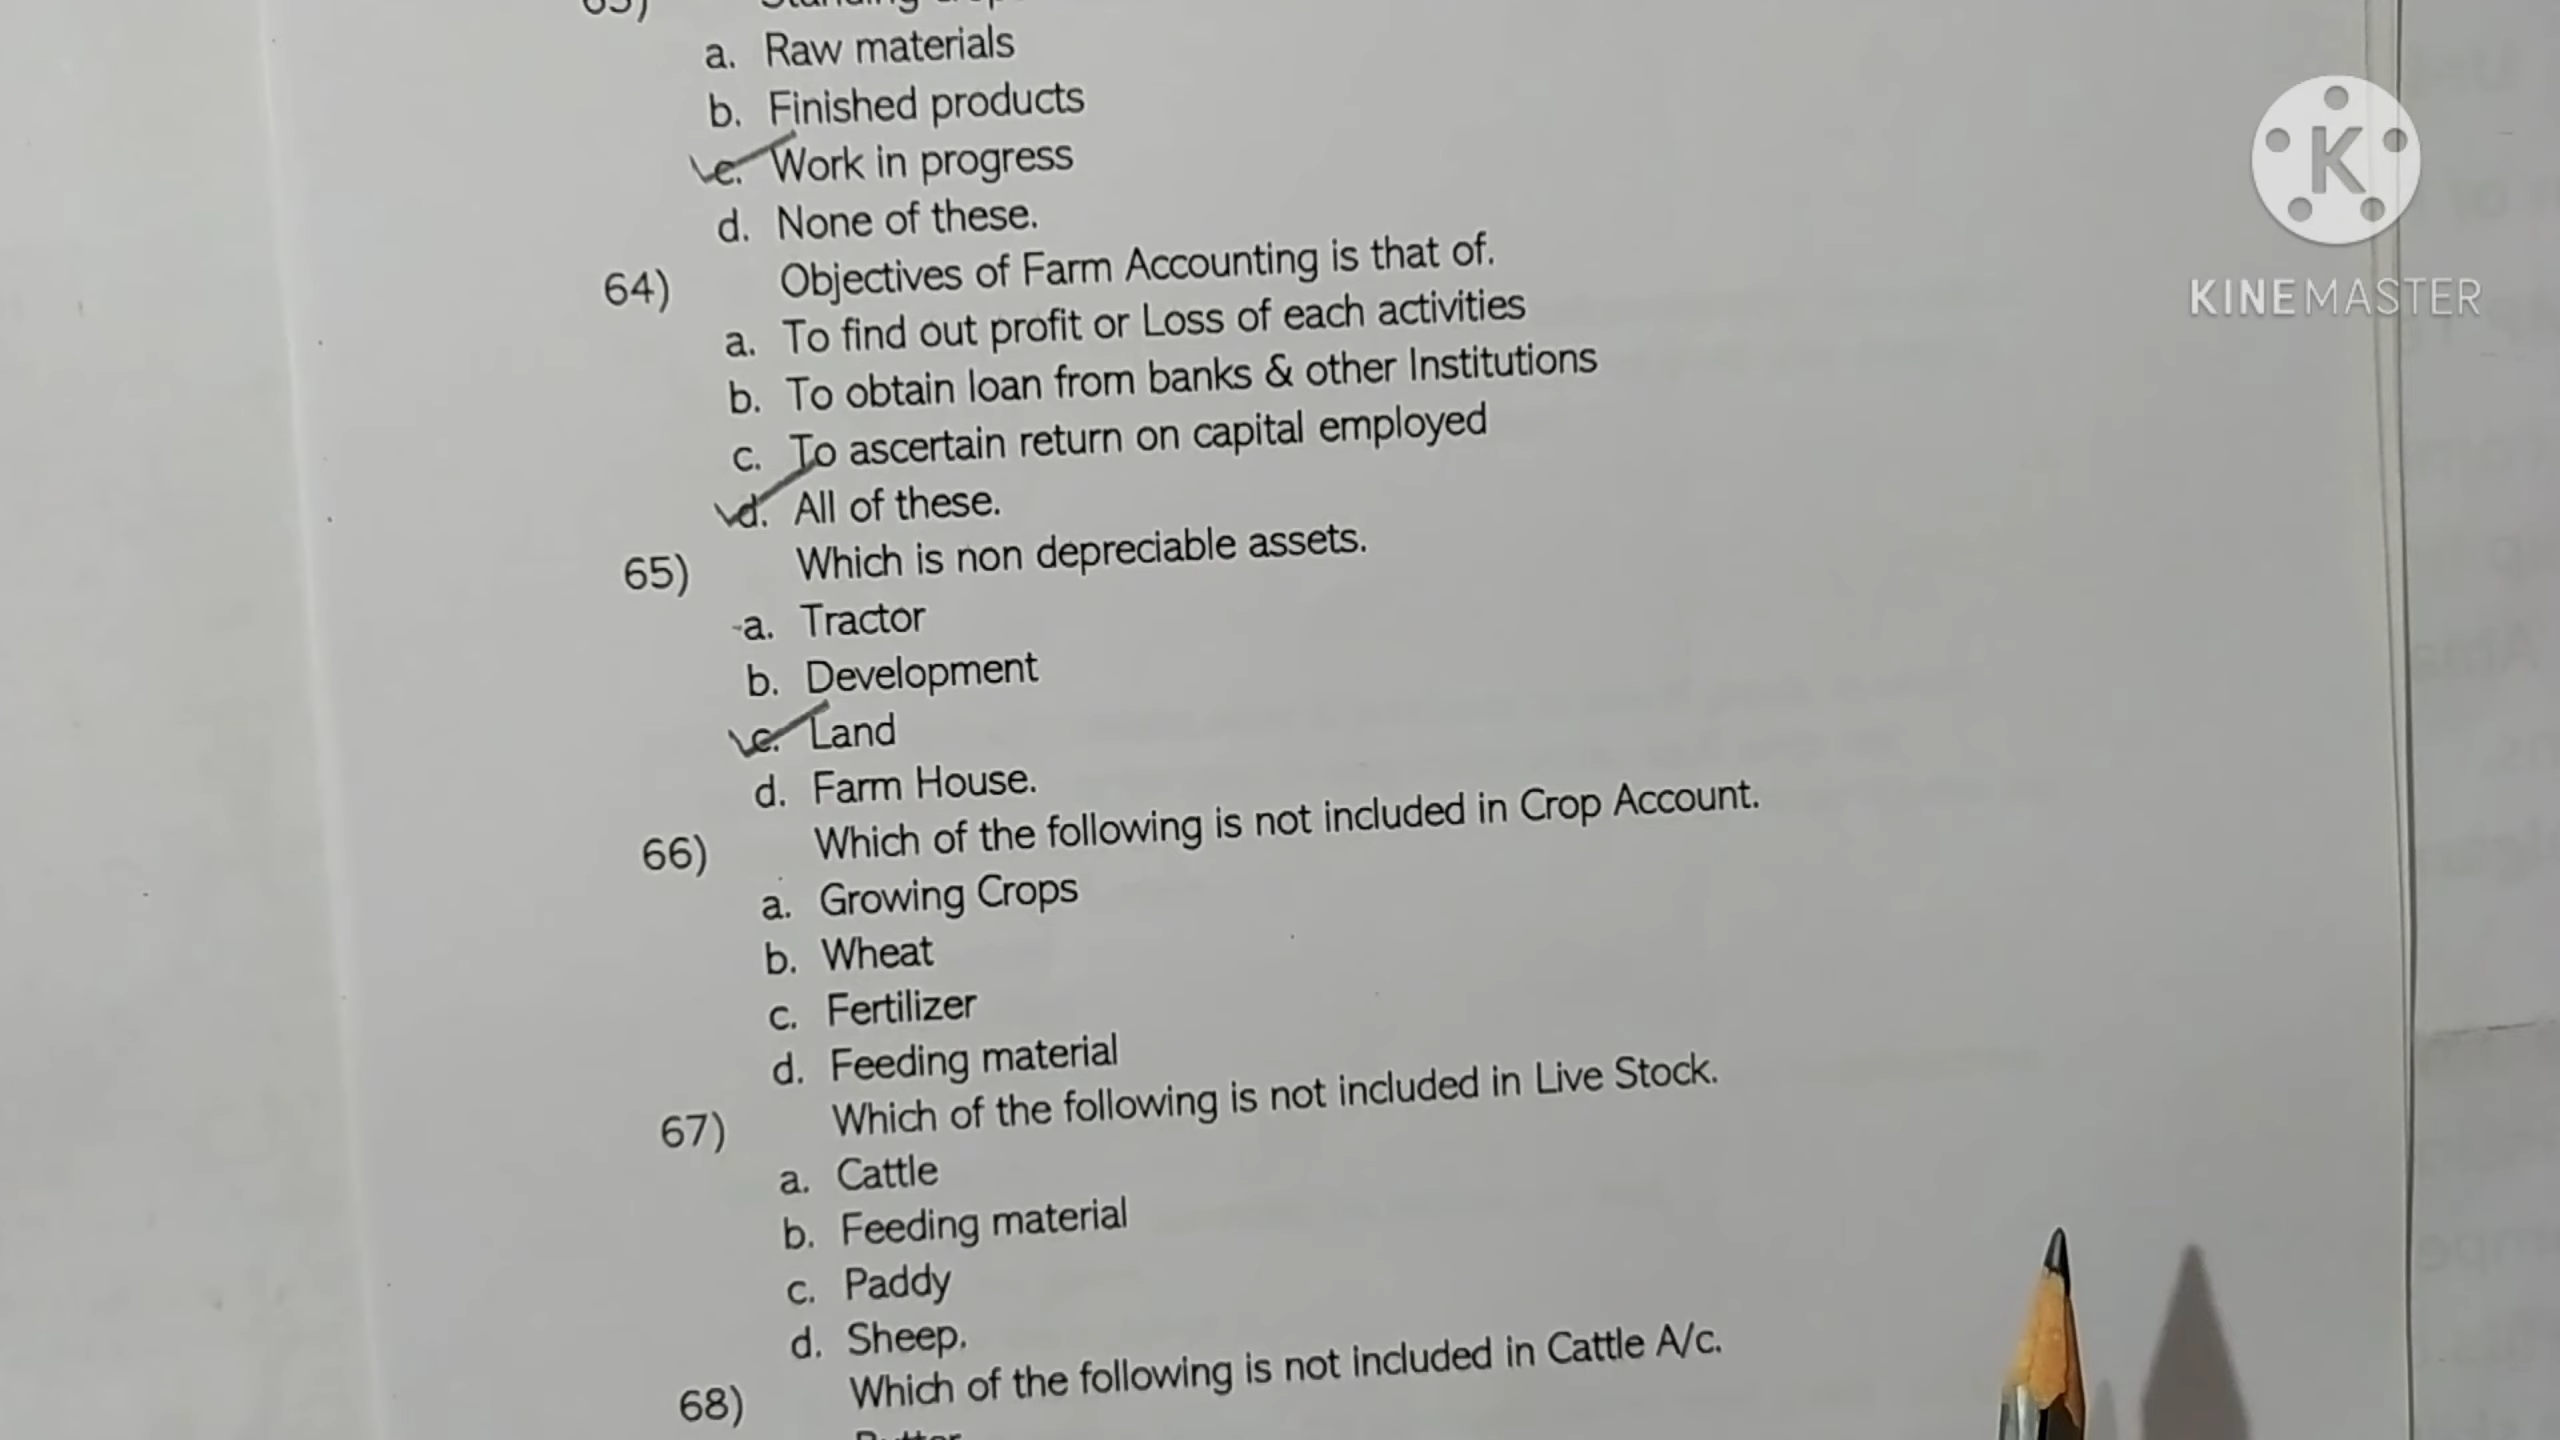 63) Standing crop
a. Raw materials
b. Finished products
c. Work in progress
d. None of these.
64) Objectives of Farm Accounting is that of.
a. To find out profit or Loss of each activities
b. To obtain loan from banks & other Institutions
c. To ascertain return on capital employed
d. All of these.
65) Which is non depreciable assets.
a. Tractor
b. Development
c. Land
d. Farm House.
66) Which of the following is not included in Crop Account.
a. Growing Crops
b. Wheat
c. Fertilizer
d. Feeding material
67) Which of the following is not included in Live Stock.
a. Cattle
b. Feeding material
c. Paddy
d. Sheep.
68) Which of the following is not included in Cattle A/c.
K
KINEMASTER